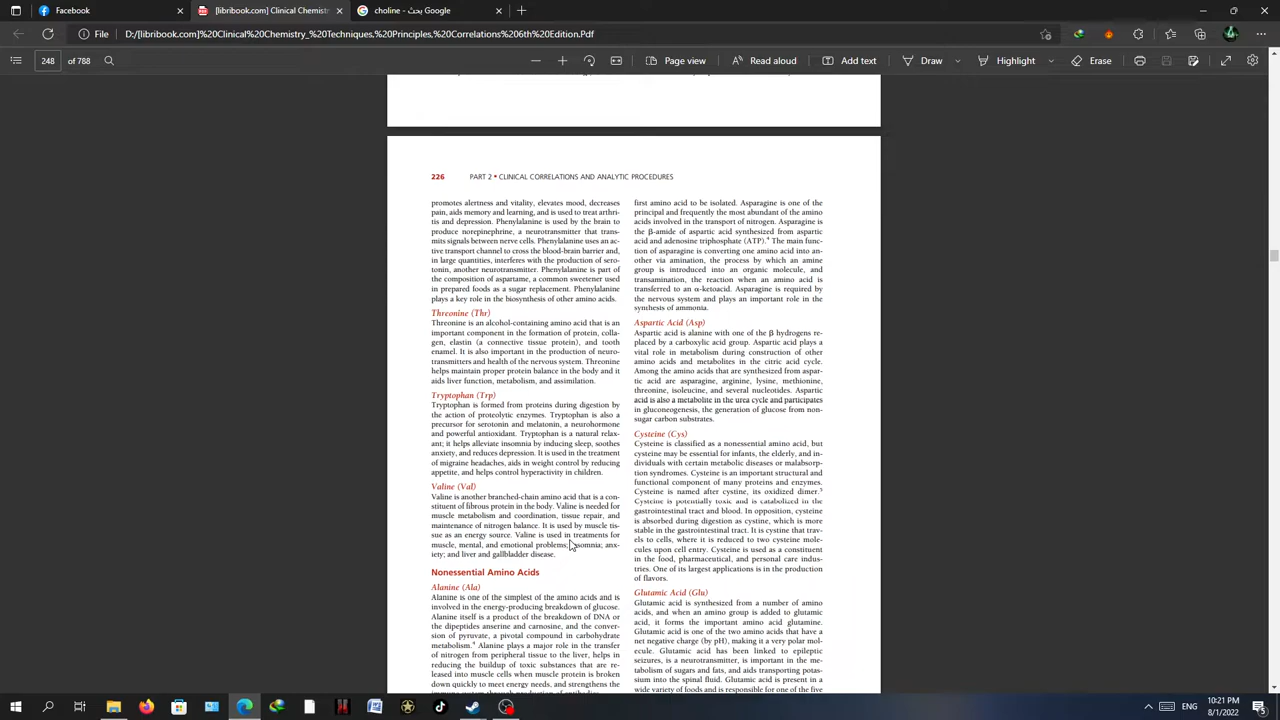 Facebook
[libribook.com] Clinical Chemist
choline - Google Search
File
D:/[libribook.com]%20Clinical%20Chemistry_%20Techniques%20Principles,%20Correlations%206th%20Edition.Pdf
248
of 788
Page view
Read aloud
Add text
Draw
Highlight
Erase
226
PART 2 • CLINICAL CORRELATIONS AND ANALYTIC PROCEDURES
promotes alertness and vitality, elevates mood, decreases
pain, aids memory and learning, and is used to treat arthri-
tis and depression. Phenylalanine is used by the brain to
produce norepinephrine, a neurotransmitter that trans-
mits signals between nerve cells. Phenylalanine uses an ac-
tive transport channel to cross the blood-brain barrier and,
in large quantities, interferes with the production of sero-
tonin, another neurotransmitter. Phenylalanine is part of
the composition of aspartame, a common sweetener used
in prepared foods as a sugar replacement. Phenylalanine
plays a key role in the biosynthesis of other amino acids.
Threonine (Thr)
Threonine is an alcohol-containing amino acid that is an
important component in the formation of protein, colla-
gen, elastin (a connective tissue protein), and tooth
enamel. It is also important in the production of neuro-
transmitters and health of the nervous system. Threonine
helps maintain proper protein balance in the body and it
aids liver function, metabolism, and assimilation.
Tryptophan (Trp)
Tryptophan is formed from proteins during digestion by
the action of proteolytic enzymes. Tryptophan is also a
precursor for serotonin and melatonin, a neurohormone
and powerful antioxidant. Tryptophan is a natural relax-
ant; it helps alleviate insomnia by inducing sleep, soothes
anxiety, and reduces depression. It is used in the treatment
of migraine headaches, aids in weight control by reducing
appetite, and helps control hyperactivity in children.
Valine (Val)
Valine is another branched-chain amino acid that is a con-
stituent of fibrous protein in the body. Valine is needed for
muscle metabolism and coordination, tissue repair, and
maintenance of nitrogen balance. It is used by muscle tis-
sue as an energy source. Valine is used in treatments for
muscle, mental, and emotional problems; insomnia; anx-
iety; and liver and gallbladder disease.
Nonessential Amino Acids
Alanine (Ala)
Alanine is one of the simplest of the amino acids and is
involved in the energy-producing breakdown of glucose.
Alanine itself is a product of the breakdown of DNA or
the dipeptides anserine and carnosine, and the conver-
sion of pyruvate, a pivotal compound in carbohydrate
metabolism.4 Alanine plays a major role in the transfer
of nitrogen from peripheral tissue to the liver, helps in
reducing the buildup of toxic substances that are re-
leased into muscle cells when muscle protein is broken
down quickly to meet energy needs, and strengthens the
immune system through production of antibodies.
first amino acid to be isolated. Asparagine is one of the
principal and frequently the most abundant of the amino
acids involved in the transport of nitrogen. Asparagine is
the β-amide of aspartic acid synthesized from aspartic
acid and adenosine triphosphate (ATP).4 The main func-
tion of asparagine is converting one amino acid into an-
other via amination, the process by which an amine
group is introduced into an organic molecule, and
transamination, the reaction when an amino acid is
transferred to an α-ketoacid. Asparagine is required by
the nervous system and plays an important role in the
synthesis of ammonia.
Aspartic Acid (Asp)
Aspartic acid is alanine with one of the β hydrogens re-
placed by a carboxylic acid group. Aspartic acid plays a
vital role in metabolism during construction of other
amino acids and metabolites in the citric acid cycle.
Among the amino acids that are synthesized from aspar-
tic acid are asparagine, arginine, lysine, methionine,
threonine, isoleucine, and several nucleotides. Aspartic
acid is also a metabolite in the urea cycle and participates
in gluconeogenesis, the generation of glucose from non-
sugar carbon substrates.
Cysteine (Cys)
Cysteine is classified as a nonessential amino acid, but
cysteine may be essential for infants, the elderly, and in-
dividuals with certain metabolic diseases or malabsorp-
tion syndromes. Cysteine is an important structural and
functional component of many proteins and enzymes.
Cysteine is named after cystine, its oxidized dimer.5
Cysteine is potentially toxic and is catabolized in the
gastrointestinal tract and blood. In opposition, cysteine
is absorbed during digestion as cystine, which is more
stable in the gastrointestinal tract. It is cystine that trav-
els to cells, where it is reduced to two cysteine mole-
cules upon cell entry. Cysteine is used as a constituent
in the food, pharmaceutical, and personal care indus-
tries. One of its largest applications is in the production
of flavors.
Glutamic Acid (Glu)
Glutamic acid is synthesized from a number of amino
acids, and when an amino group is added to glutamic
acid, it forms the important amino acid glutamine.
Glutamic acid is one of the two amino acids that have a
net negative charge (by pH), making it a very polar mol-
ecule. Glutamic acid has been linked to epileptic
seizures, is a neurotransmitter, is important in the me-
tabolism of sugars and fats, and aids transporting potas-
sium into the spinal fluid. Glutamic acid is present in a
wide variety of foods and is responsible for one of the five
ENG
10:21 PM
8/1/2022